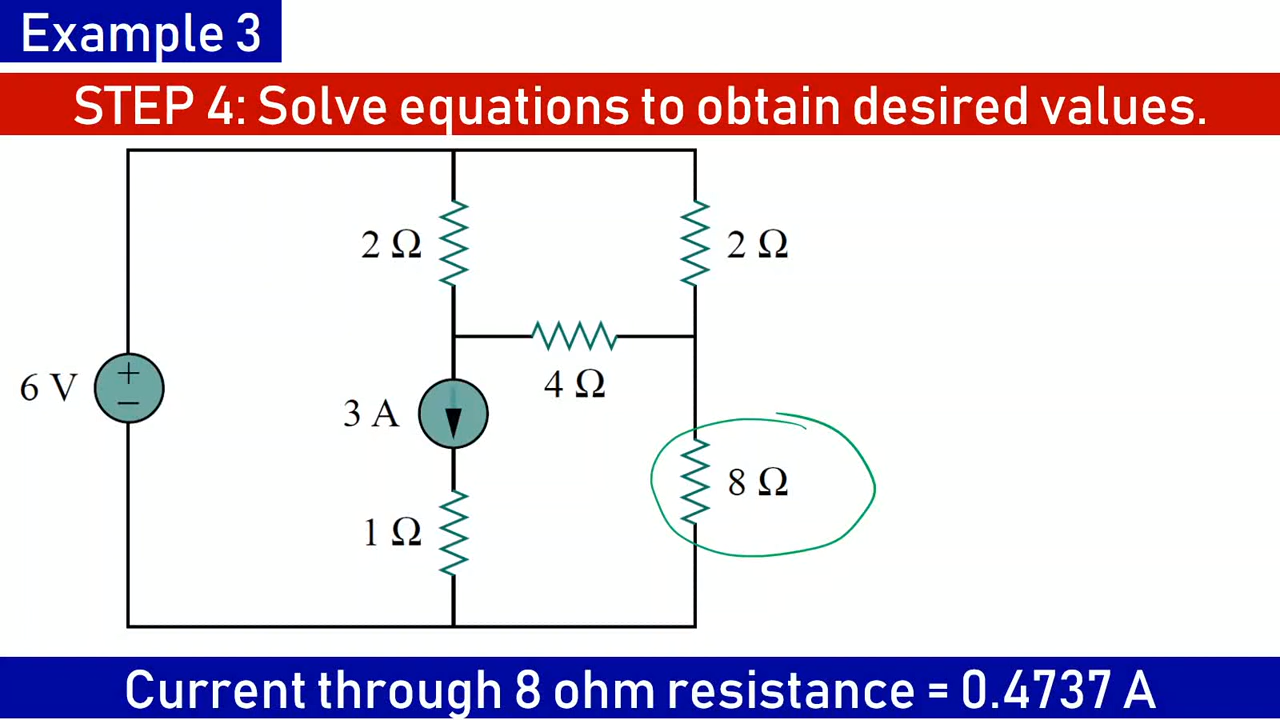 Example 3
STEP 4: Solve equations to obtain desired values.
2 Ω
2 Ω
6 V
+
−
3 A
4 Ω
8 Ω
1 Ω
Current through 8 ohm resistance = 0.4737 A